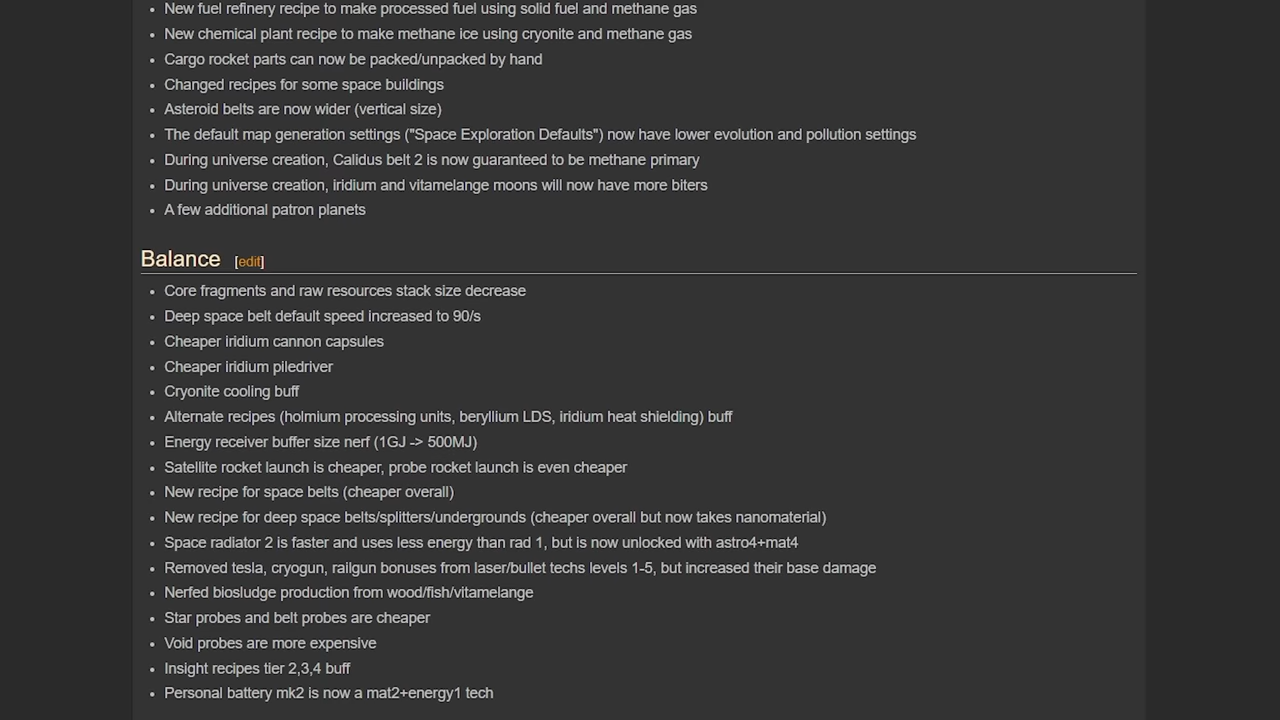 New fuel refinery recipe to make processed fuel using solid fuel and methane gas
New chemical plant recipe to make methane ice using cryonite and methane gas
Cargo rocket parts can now be packed/unpacked by hand
Changed recipes for some space buildings
Asteroid belts are now wider (vertical size)
The default map generation settings ("Space Exploration Defaults") now have lower evolution and pollution settings
During universe creation, Calidus belt 2 is now guaranteed to be methane primary
During universe creation, iridium and vitamelange moons will now have more biters
A few additional patron planets
Balance [edit]
Core fragments and raw resources stack size decrease
Deep space belt default speed increased to 90/s
Cheaper iridium cannon capsules
Cheaper iridium piledriver
Cryonite cooling buff
Alternate recipes (holmium processing units, beryllium LDS, iridium heat shielding) buff
Energy receiver buffer size nerf (1GJ -> 500MJ)
Satellite rocket launch is cheaper, probe rocket launch is even cheaper
New recipe for space belts (cheaper overall)
New recipe for deep space belts/splitters/undergrounds (cheaper overall but now takes nanomaterial)
Space radiator 2 is faster and uses less energy than rad 1, but is now unlocked with astro4+mat4
Removed tesla, cryogun, railgun bonuses from laser/bullet techs levels 1-5, but increased their base damage
Nerfed biosludge production from wood/fish/vitamelange
Star probes and belt probes are cheaper
Void probes are more expensive
Insight recipes tier 2,3,4 buff
Personal battery mk2 is now a mat2+energy1 tech